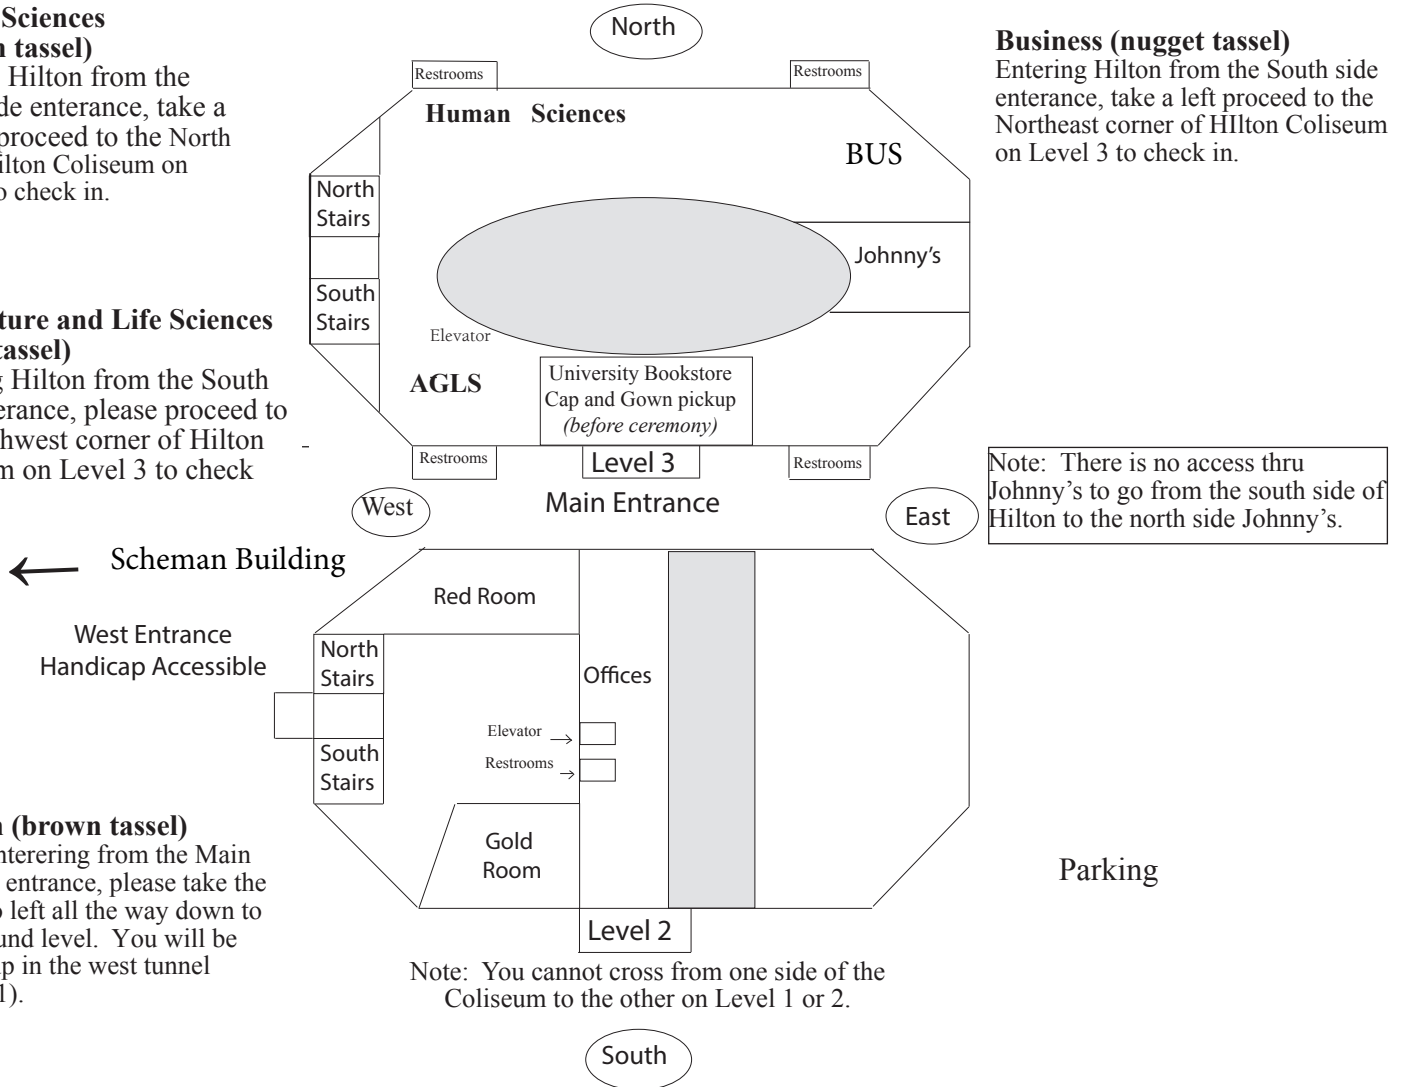 North
Sciences
tassel)
Hilton from the
enterance, take a
proceed to the North
Hilton Coliseum on
check in.
Business (nugget tassel)
Entering Hilton from the South side
enterance, take a left proceed to the
Northeast corner of HIlton Coliseum
on Level 3 to check in.
Restrooms
Restrooms
Human Sciences
BUS
North
Stairs
Johnny's
South
Stairs
Elevator
AGLS
University Bookstore
Cap and Gown pickup
(before ceremony)
Restrooms
Level 3
Restrooms
Main Entrance
and Life Sciences
tassel)
Hilton from the South
please proceed to
corner of Hilton
on Level 3 to check
West
East
Note: There is no access thru
Johnny's to go from the south side of
Hilton to the north side Johnny's.
Scheman Building
West Entrance
Handicap Accessible
Red Room
North
Stairs
Offices
Elevator
Restrooms
South
Stairs
Gold
Room
Level 2
Parking
(brown tassel)
from the Main
entrance, please take the
left all the way down to
level. You will be
in the west tunnel
1).
Note: You cannot cross from one side of the
Coliseum to the other on Level 1 or 2.
South